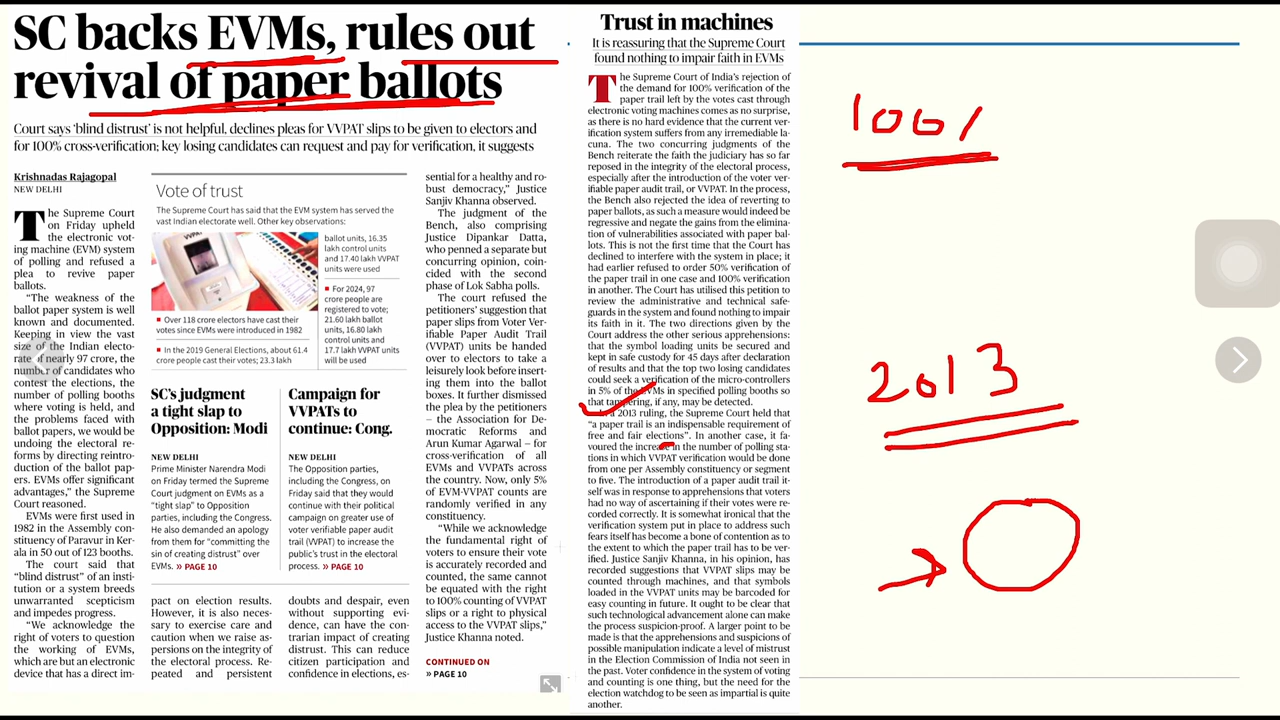 SC backs EVMs, rules out
revival of paper ballots
Court says 'blind distrust' is not helpful, declines pleas for VVPAT slips to be given to electors and
for 100% cross-verification; key losing candidates can request and pay for verification, it suggests
Krishnadas Rajagopal
NEW DELHI
The Supreme Court
on Friday upheld
the electronic vot-
ing machine (EVM) system
of polling and refused a
plea to revive paper
ballots.
"The weakness of the
ballot paper system is well
known and documented.
Keeping in view the vast
size of the Indian electo-
rate of nearly 97 crore, the
number of candidates who
contest the elections, the
number of polling booths
where voting is held, and
the problems faced with
ballot papers, we would be
undoing the electoral re-
forms by directing reintro-
duction of the ballot pap-
ers. EVMs offer significant
advantages," the Supreme
Court reasoned.
EVMs were first used in
1982 in the Assembly con-
stituency of Paravur in Ker-
ala in 50 out of 123 booths.
The court said that
"blind distrust" of an insti-
tution or a system breeds
unwarranted scepticism
and impedes progress.
"We acknowledge the
right of voters to question
the working of EVMs,
which are but an electronic
device that has a direct im-
Vote of trust
The Supreme Court has said that the EVM system has served the
vast Indian electorate well. Other key observations:
■ Over 118 crore electors have cast their
votes since EVMs were introduced in 1982
■ In the 2019 General Elections, about 61.4
crore people cast their votes; 23.3 lakh
ballot units, 16.35
lakh control units
and 17.40 lakh VVPAT
units were used
■ For 2024, 97
crore people are
registered to vote;
21.60 lakh ballot
units, 16.80 lakh
control units and
17.7 lakh VVPAT units
will be used
SC's judgment
a tight slap to
Opposition: Modi
NEW DELHI
Prime Minister Narendra Modi
on Friday termed the Supreme
Court judgment on EVMs as a
"tight slap" to Opposition
parties, including the Congress.
He also demanded an apology
from them for "committing the
sin of creating distrust" over
EVMs. » PAGE 10
Campaign for
VVPATs to
continue: Cong.
NEW DELHI
The Opposition parties,
including the Congress, on
Friday said that they would
continue with their political
campaign on greater use of
voter verifiable paper audit
trail (VVPAT) to increase the
public's trust in the electoral
process. » PAGE 10
pact on election results.
However, it is also neces-
sary to exercise care and
caution when we raise as-
persions on the integrity of
the electoral process. Re-
peated and persistent
doubts and despair, even
without supporting evi-
dence, can have the con-
trarian impact of creating
distrust. This can reduce
citizen participation and
confidence in elections, es-
sential for a healthy and ro-
bust democracy," Justice
Sanjiv Khanna observed.
The judgment of the
Bench, also comprising
Justice Dipankar Datta,
who penned a separate but
concurring opinion, coin-
cided with the second
phase of Lok Sabha polls.
The court refused the
petitioners' suggestion that
paper slips from Voter Ver-
ifiable Paper Audit Trail
(VVPAT) units be handed
over to electors to take a
leisurely look before insert-
ing them into the ballot
boxes. It further dismissed
the plea by the petitioners
– the Association for De-
mocratic Reforms and
Arun Kumar Agarwal – for
cross-verification of all
EVMs and VVPATs across
the country. Now, only 5%
of EVM-VVPAT counts are
randomly verified in any
constituency.
"While we acknowledge
the fundamental right of
voters to ensure their vote
is accurately recorded and
counted, the same cannot
be equated with the right
to 100% counting of VVPAT
slips or a right to physical
access to the VVPAT slips,"
Justice Khanna noted.
CONTINUED ON
» PAGE 10
Trust in machines
It is reassuring that the Supreme Court
found nothing to impair faith in EVMs
The Supreme Court of India's rejection of
the demand for 100% verification of the
paper trail left by the votes cast through
electronic voting machines comes as no surprise,
as there is no hard evidence that the current ver-
ification system suffers from any irremediable la-
cuna. The two concurring judgments of the
Bench reiterate the faith the judiciary has so far
reposed in the integrity of the electoral process,
especially after the introduction of the voter ver-
ifiable paper audit trail, or VVPAT. In the process,
the Bench also rejected the idea of reverting to
paper ballots, as such a measure would indeed be
regressive and negate the gains from the elimina-
tion of vulnerabilities associated with paper bal-
lots. This is not the first time that the Court has
declined to interfere with the system in place; it
had earlier refused to order 50% verification of
the paper trail in one case and 100% verification
in another. The Court has utilised this petition to
review the administrative and technical safe-
guards in the system and found nothing to impair
its faith in it. The two directions given by the
Court address the other serious apprehensions:
that the symbol loading units be secured and
kept in safe custody for 45 days after declaration
of results and that the top two losing candidates
could seek a verification of the micro-controllers
in 5% of the EVMs in specified polling booths so
that tampering, if any, may be detected.
In a 2013 ruling, the Supreme Court held that
"a paper trail is an indispensable requirement of
free and fair elections". In another case, it fa-
voured the increase in the number of polling sta-
tions in which VVPAT verification would be done
from one per Assembly constituency or segment
to five. The introduction of a paper audit trail it-
self was in response to apprehensions that voters
had no way of ascertaining if their votes were re-
corded correctly. It is somewhat ironical that the
verification system put in place to address such
fears itself has become a bone of contention as to
the extent to which the paper trail has to be ver-
ified. Justice Sanjiv Khanna, in his opinion, has
recorded suggestions that VVPAT slips may be
counted through machines, and that symbols
loaded in the VVPAT units may be barcoded for
easy counting in future. It ought to be clear that
such technological advancement alone can make
the process suspicion-proof. A larger point to be
made is that the apprehensions and suspicions of
possible manipulation indicate a level of mistrust
in the Election Commission of India not seen in
the past. Voter confidence in the system of voting
and counting is one thing, but the need for the
election watchdog to be seen as impartial is quite
another.
100%
2013